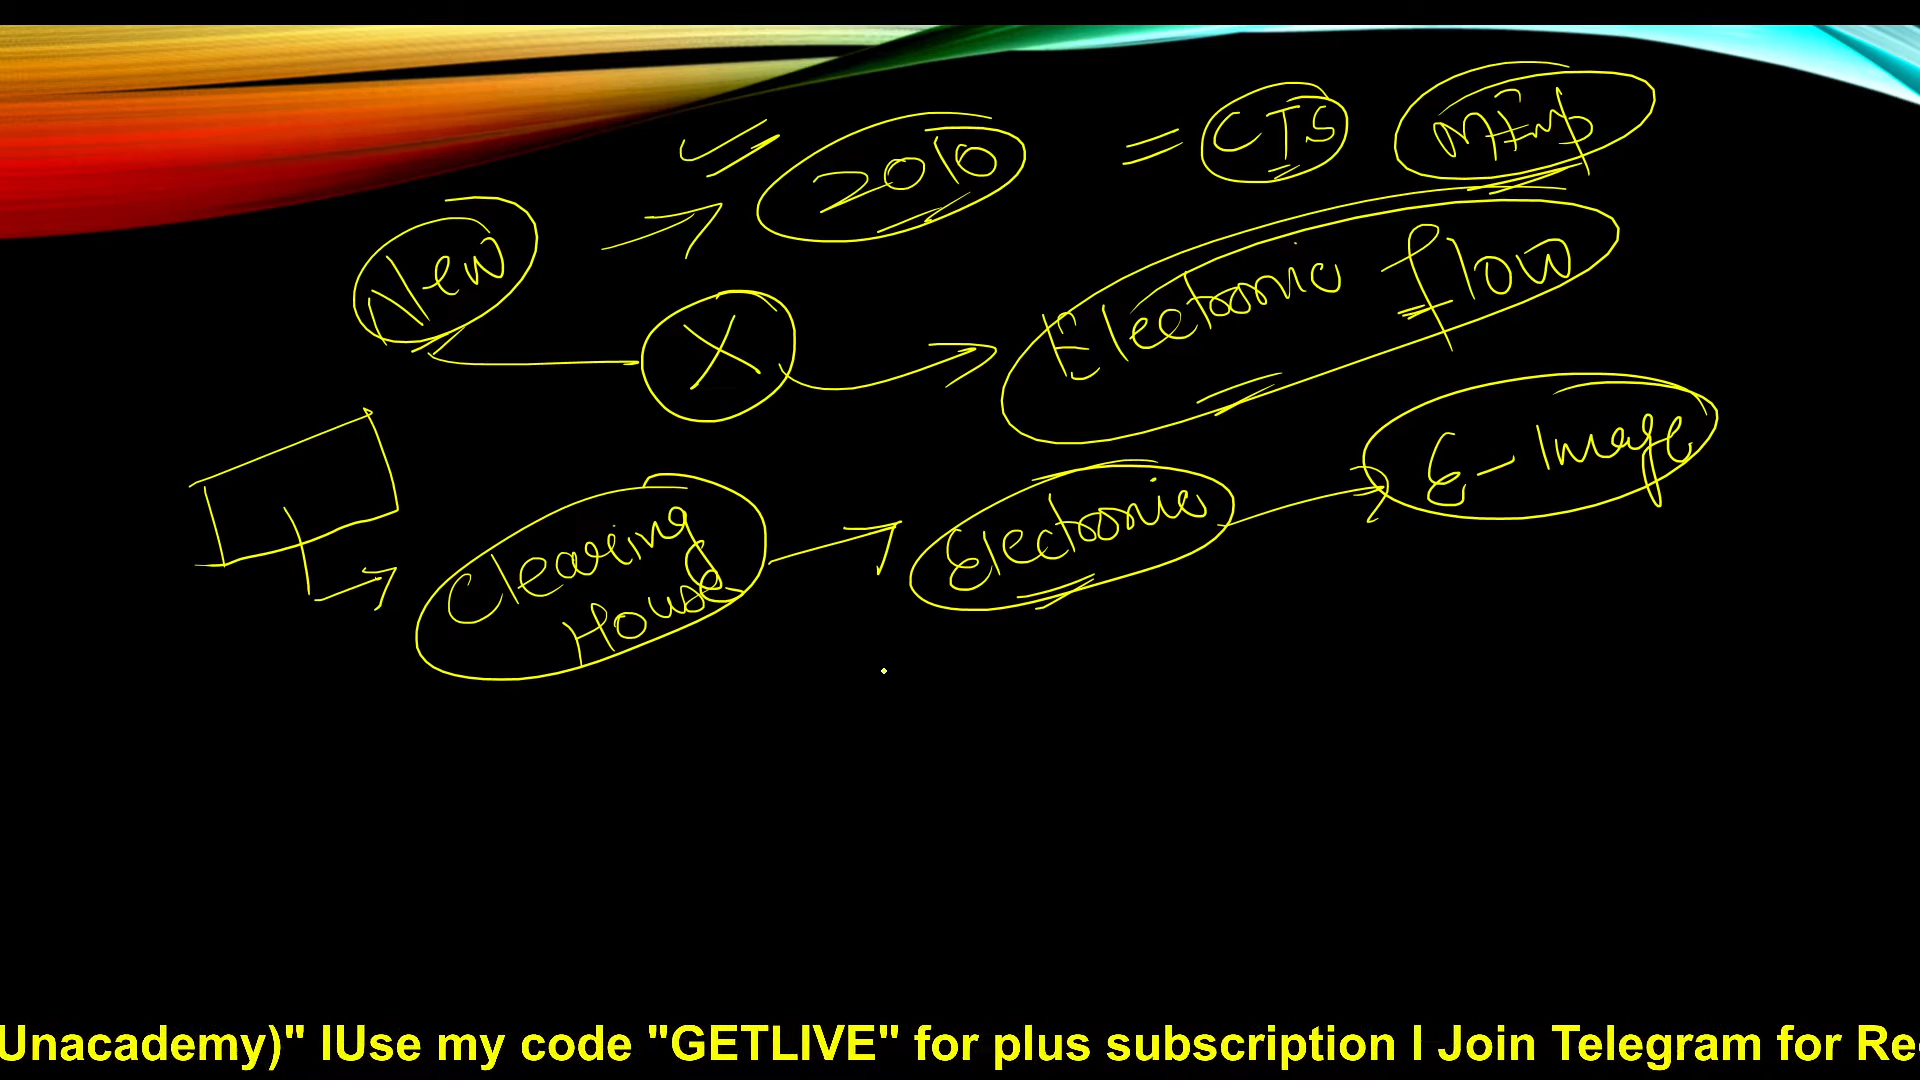 New → 2010 = CTS M.Imp
X → Electronic flow
Clearing House → Electronic → E-Image
Unacademy)" IUse my code "GETLIVE" for plus subscription I Join Telegram for Re